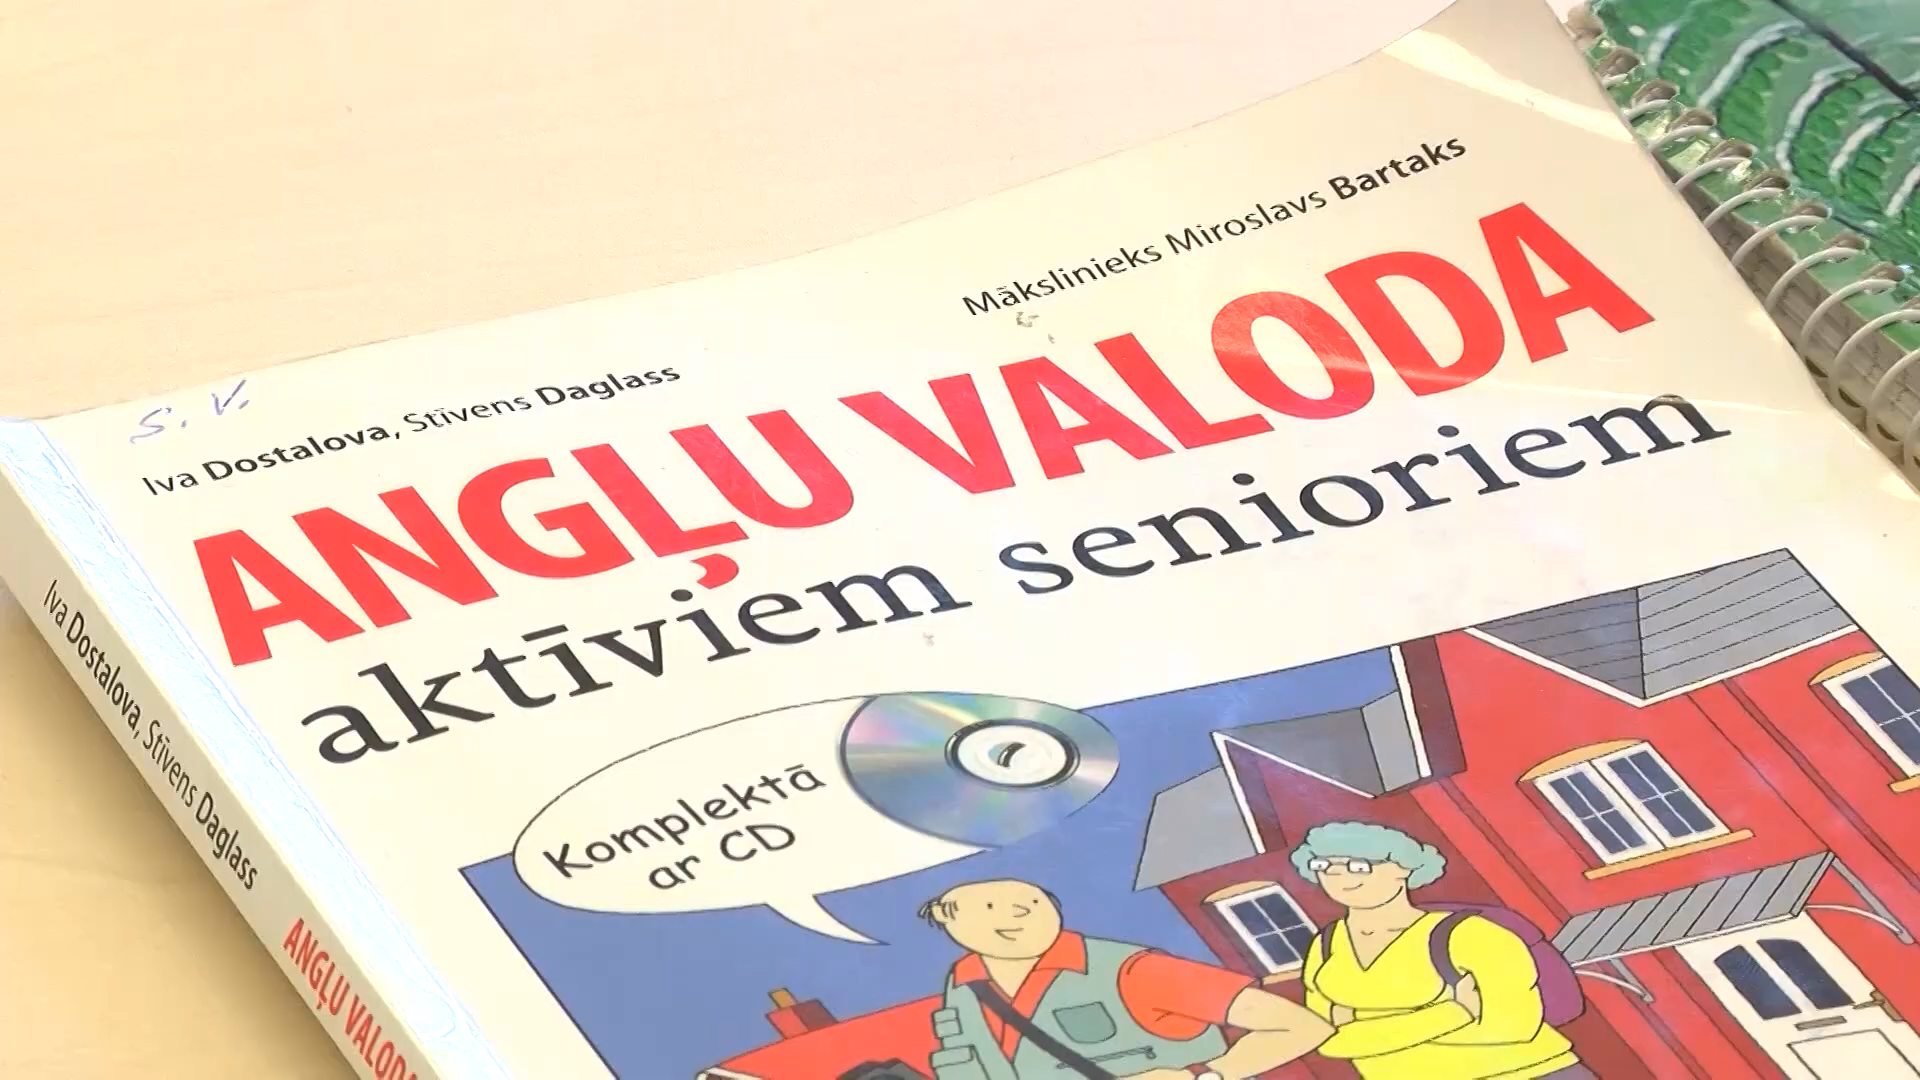 s. V.
Iva Dostalova, Stīvens Daglass
Mākslinieks Miroslavs Bartaks
ANGĻU VALODA
aktīviem senioriem
Komplektā
ar CD
Iva Dostalova, Stīvens Daglass
ANGĻU VALODA